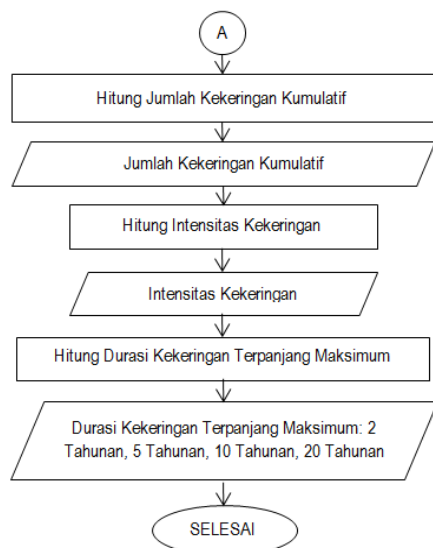 A
Hitung Jumlah Kekeringan Kumulatif
Jumlah Kekeringan Kumulatif
Hitung Intensitas Kekeringan
Intensitas Kekeringan
Hitung Durasi Kekeringan Terpanjang Maksimum
Durasi Kekeringan Terpanjang Maksimum: 2
Tahunan, 5 Tahunan, 10 Tahunan, 20 Tahunan
SELESAI